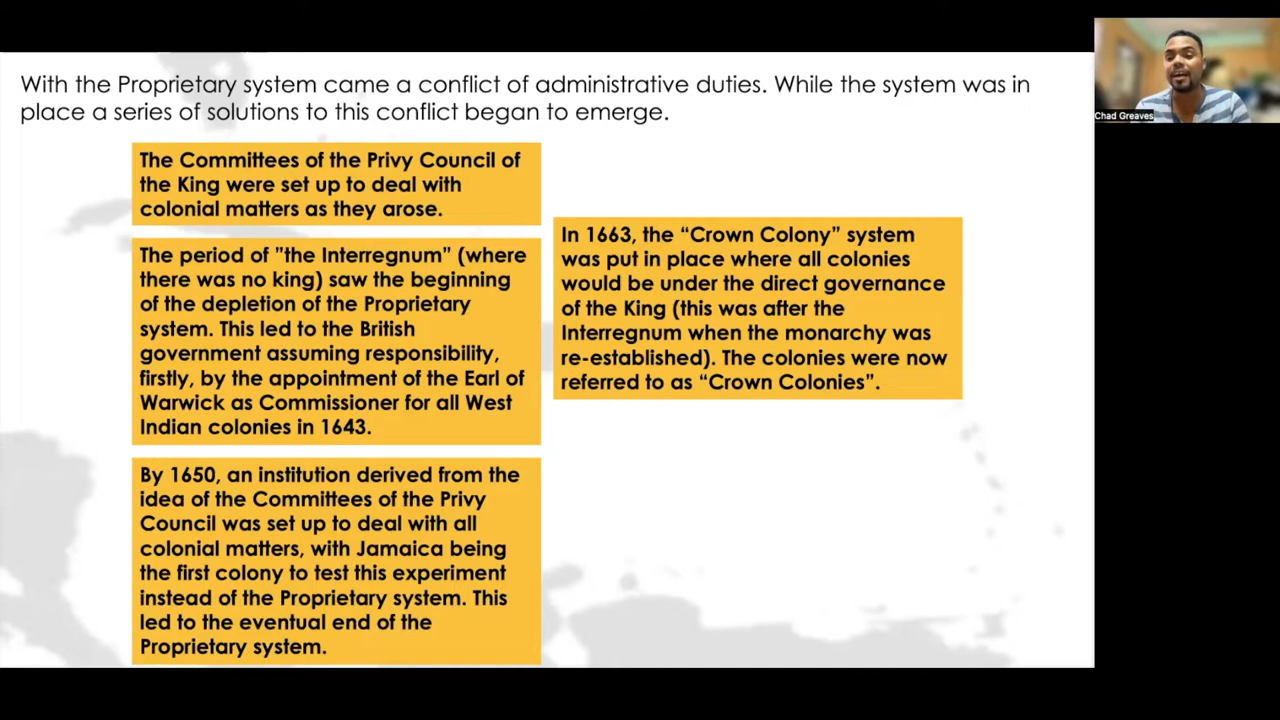 With the Proprietary system came a conflict of administrative duties. While the system was in
place a series of solutions to this conflict began to emerge.
The Committees of the Privy Council of
the King were set up to deal with
colonial matters as they arose.
The period of "the Interregnum" (where
there was no king) saw the beginning
of the depletion of the Proprietary
system. This led to the British
government assuming responsibility,
firstly, by the appointment of the Earl of
Warwick as Commissioner for all West
Indian colonies in 1643.
By 1650, an institution derived from the
idea of the Committees of the Privy
Council was set up to deal with all
colonial matters, with Jamaica being
the first colony to test this experiment
instead of the Proprietary system. This
led to the eventual end of the
Proprietary system.
In 1663, the “Crown Colony” system
was put in place where all colonies
would be under the direct governance
of the King (this was after the
Interregnum when the monarchy was
re-established). The colonies were now
referred to as “Crown Colonies”.
Chad Greaves